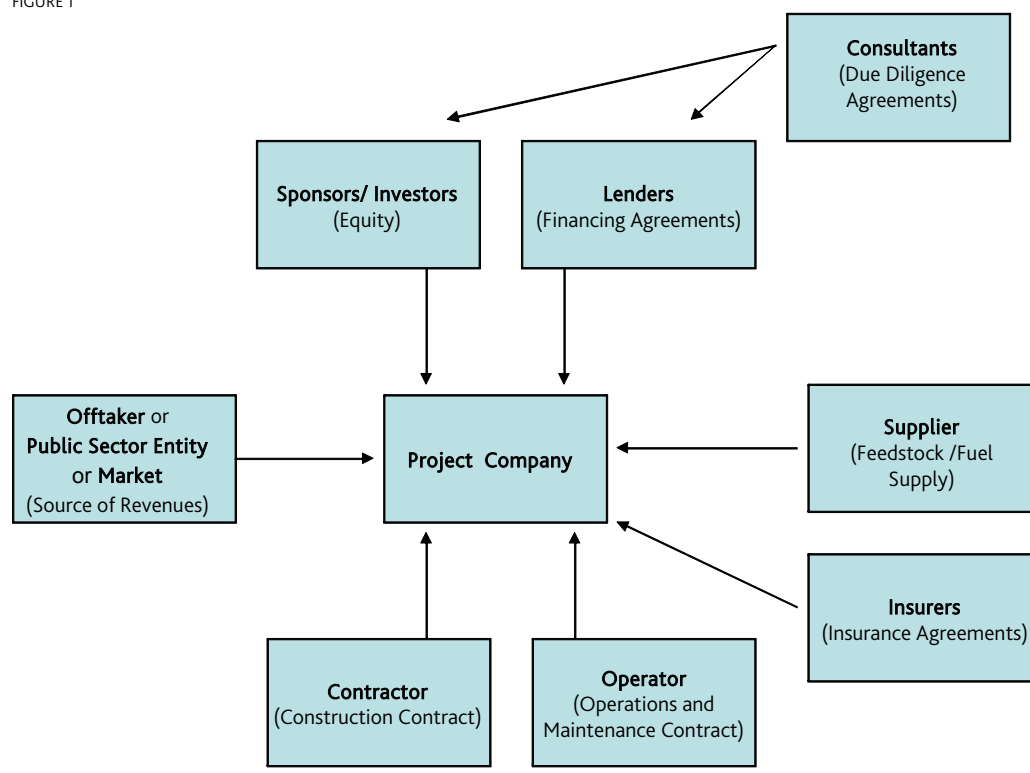 FIGURE 1
Consultants
(Due Diligence
Agreements)
Sponsors/ Investors
(Equity)
Lenders
(Financing Agreements)
Offtaker or
Public Sector Entity
or Market
(Source of Revenues)
Project Company
Supplier
(Feedstock /Fuel
Supply)
Insurers
(Insurance Agreements)
Contractor
(Construction Contract)
Operator
(Operations and
Maintenance Contract)